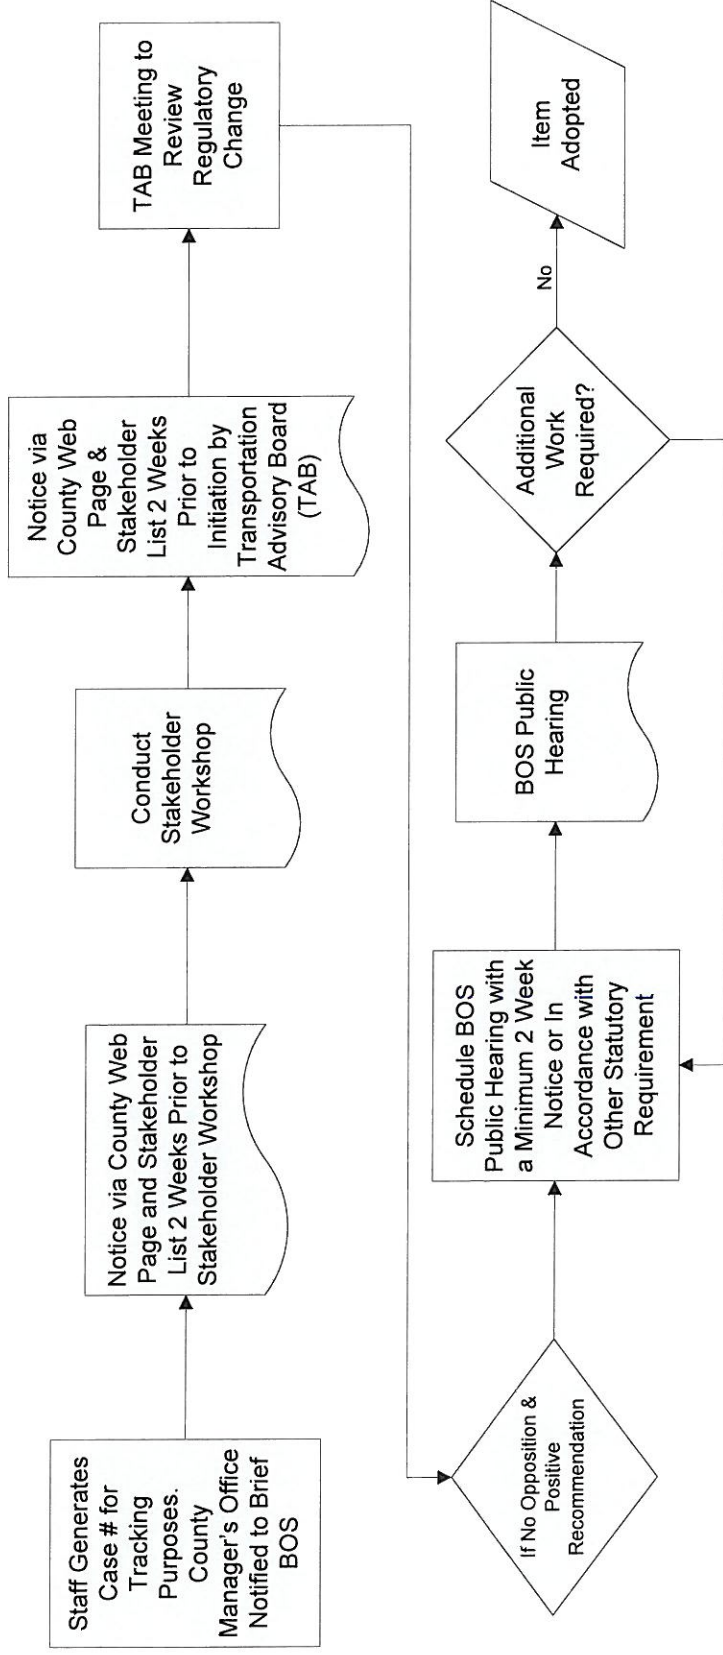 Staff Generates
Case # for
Tracking
Purposes.
County
Manager's Office
Notified to Brief
BOS
Notice via County Web
Page and Stakeholder
List 2 Weeks Prior to
Stakeholder Workshop
Conduct
Stakeholder
Workshop
Notice via
County Web
Page &
Stakeholder
List 2 Weeks
Prior to
Initiation by
Transportation
Advisory Board
(TAB)
TAB Meeting to
Review
Regulatory
Change
If No Opposition &
Positive
Recommendation
Schedule BOS
Public Hearing with
a Minimum 2 Week
Notice or In
Accordance with
Other Statutory
Requirement
BOS Public
Hearing
Additional
Work
Required?
No
Item
Adopted